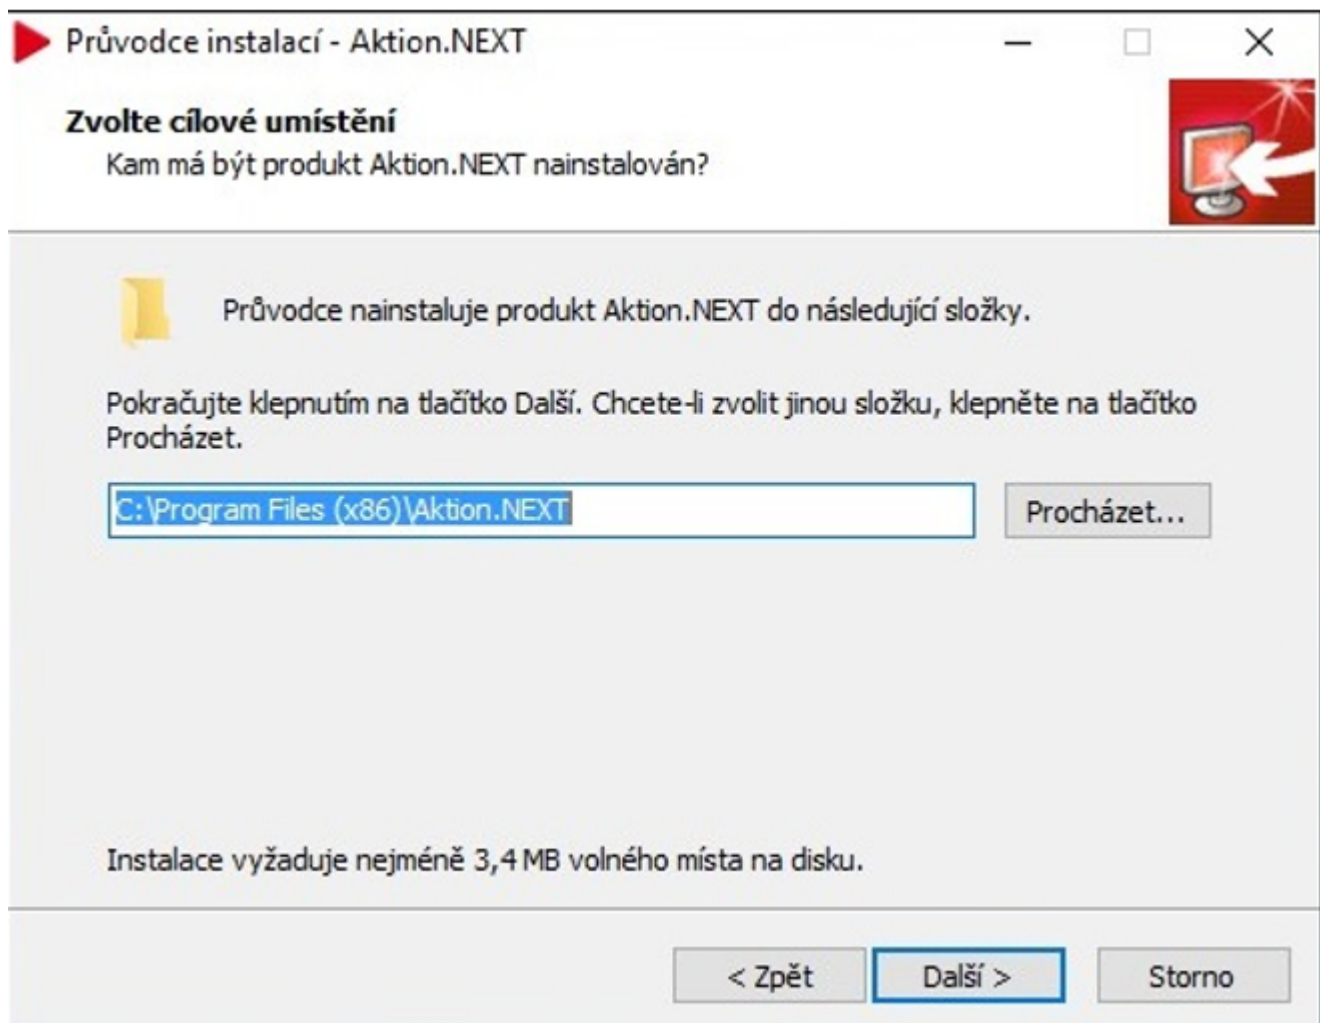 Průvodce instalací - Aktion.NEXT
Zvolte cílové umístění
Kam má být produkt Aktion.NEXT nainstalován?
Průvodce nainstaluje produkt Aktion.NEXT do následující složky.
Pokračujte klepnutím na tlačítko Další. Chcete-li zvolit jinou složku, klepněte na tlačítko
Procházet.
C:\Program Files (x86)\Aktion.NEXT
Procházet...
Instalace vyžaduje nejméně 3,4 MB volného místa na disku.
< Zpět
Další >
Storno